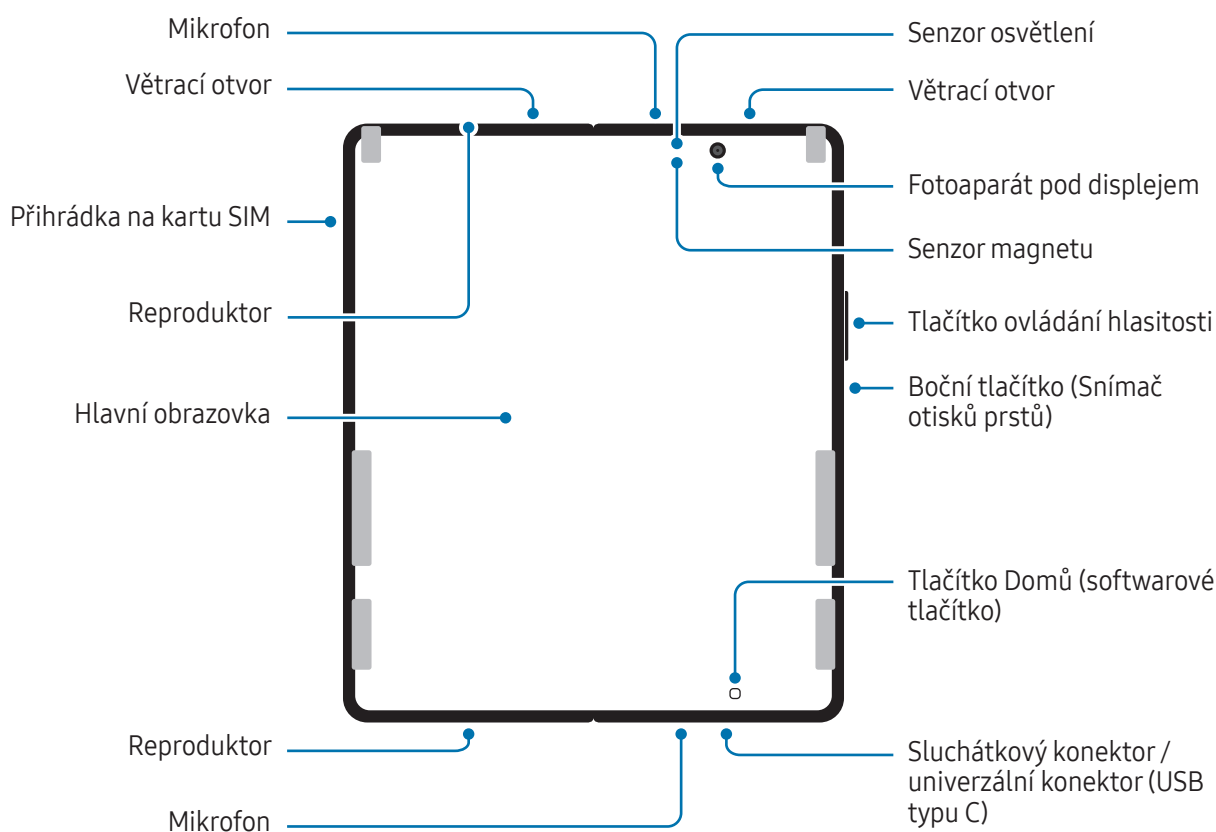 Mikrofon
Větrací otvor
Přihrádka na kartu SIM
Reproduktor
Hlavní obrazovka
Reproduktor
Mikrofon
Senzor osvětlení
Větrací otvor
Fotoaparát pod displejem
Senzor magnetu
Tlačítko ovládání hlasitosti
Boční tlačítko (Snímač
otisků prstů)
Tlačítko Domů (softwarové
tlačítko)
Sluchátkový konektor /
univerzální konektor (USB
typu C)